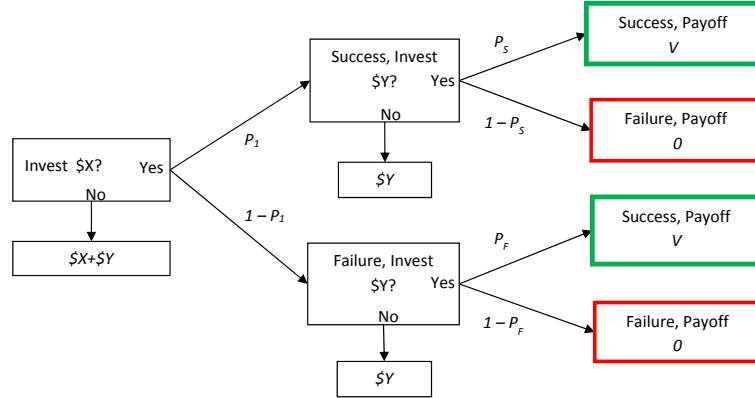 Invest $X? Yes
No
$X+$Y
P1
1 – P1
Success, Invest
$Y? Yes
No
$Y
Failure, Invest
$Y? Yes
No
$Y
PS
1 – PS
PF
1 – PF
Success, Payoff
V
Failure, Payoff
0
Success, Payoff
V
Failure, Payoff
0